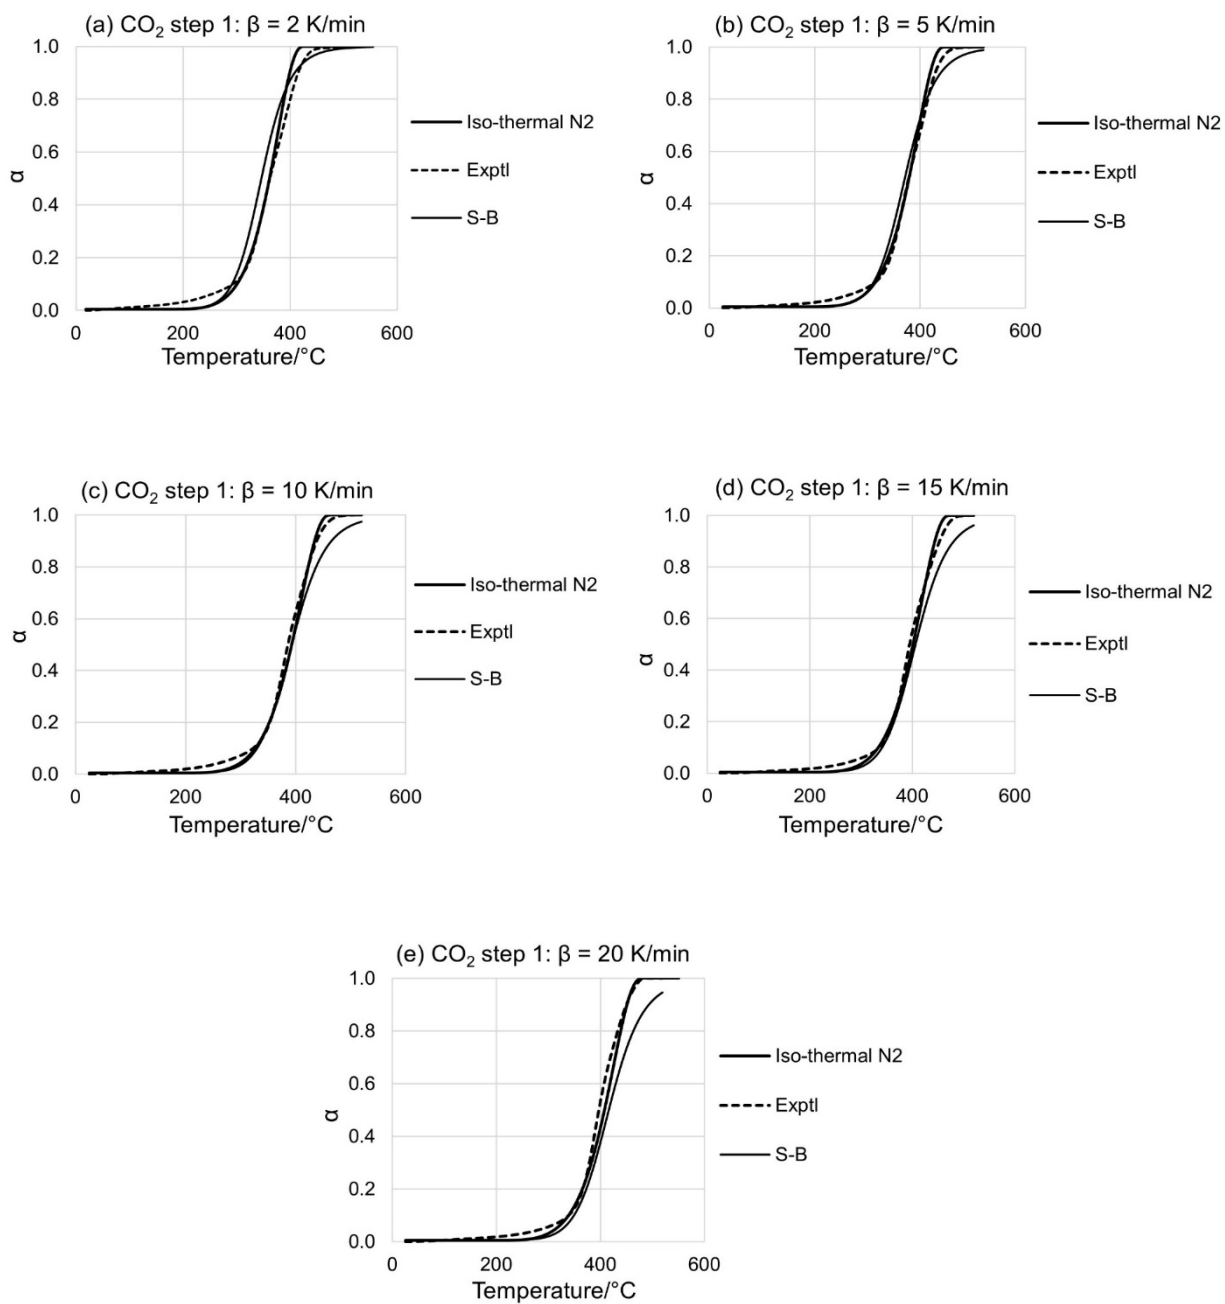 (a) CO₂ step 1: β = 2 K/min
1.0
0.8
0.6
0.4
0.2
0.0
α
0 200 400 600
Temperature/°C
Iso-thermal N2
Exptl
S-B
(b) CO₂ step 1: β = 5 K/min
1.0
0.8
0.6
0.4
0.2
0.0
α
0 200 400 600
Temperature/°C
Iso-thermal N2
Exptl
S-B
(c) CO₂ step 1: β = 10 K/min
1.0
0.8
0.6
0.4
0.2
0.0
α
0 200 400 600
Temperature/°C
Iso-thermal N2
Exptl
S-B
(d) CO₂ step 1: β = 15 K/min
1.0
0.8
0.6
0.4
0.2
0.0
α
0 200 400 600
Temperature/°C
Iso-thermal N2
Exptl
S-B
(e) CO₂ step 1: β = 20 K/min
1.0
0.8
0.6
0.4
0.2
0.0
α
0 200 400 600
Temperature/°C
Iso-thermal N2
Exptl
S-B